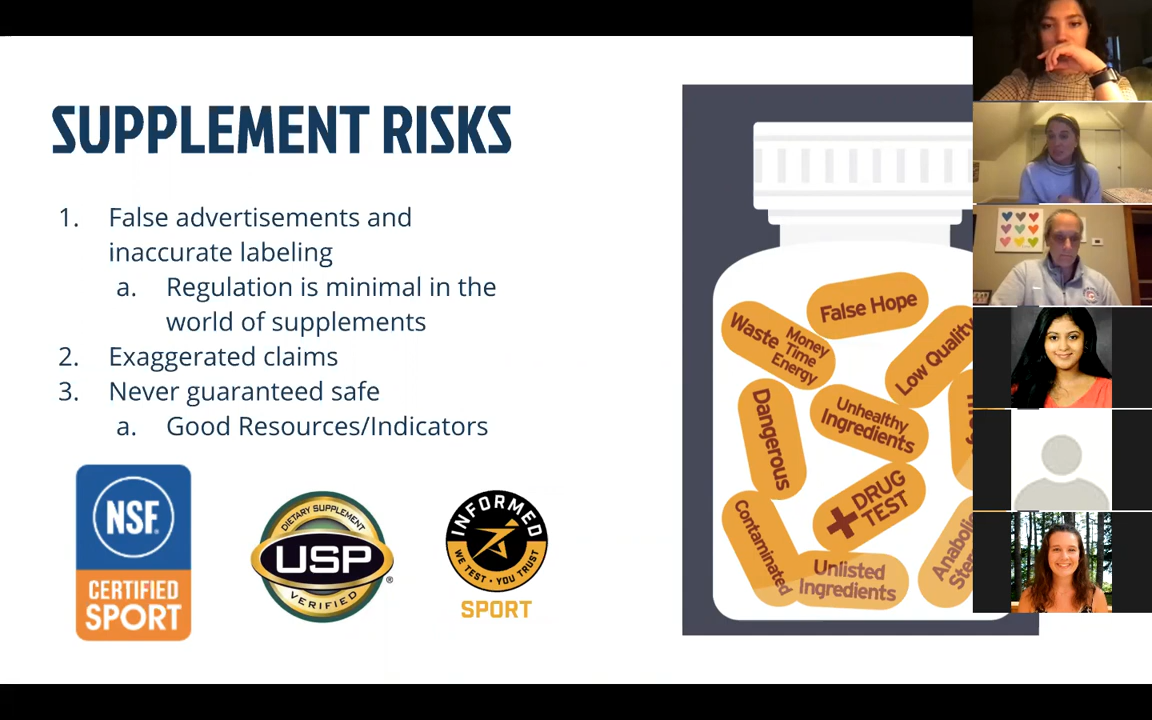 SUPPLEMENT RISKS
1. False advertisements and
inaccurate labeling
a. Regulation is minimal in the
world of supplements
2. Exaggerated claims
3. Never guaranteed safe
a. Good Resources/Indicators
NSF.
CERTIFIED
SPORT
DIETARY SUPPLEMENT
USP
®
VERIFIED
INFORMED
WE TEST • YOU TRUST
SPORT
False Hope
Waste Money
Time
Energy
Low Quality
Dangerous
Unhealthy
Ingredients
+ DRUG
TEST
Contaminated
Unlisted
Ingredients